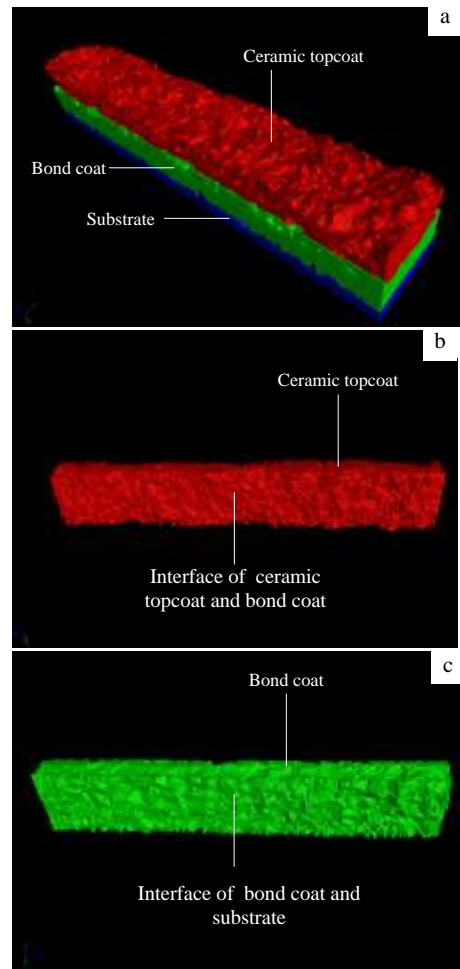 a
Ceramic topcoat
Bond coat
Substrate
b
Ceramic topcoat
Interface of ceramic
topcoat and bond coat
c
Bond coat
Interface of bond coat and
substrate